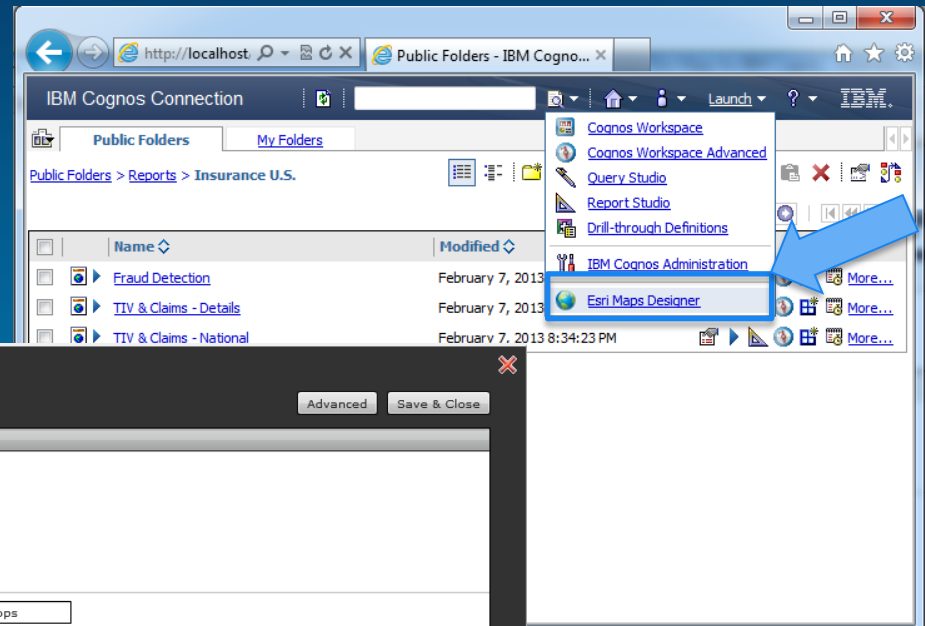 http://localhost
Public Folders - IBM Cogno...
IBM Cognos Connection
Launch
?
IBM.
Public Folders
My Folders
Cognos Workspace
Cognos Workspace Advanced
Query Studio
Report Studio
Drill-through Definitions
IBM Cognos Administration
Esri Maps Designer
Public Folders > Reports > Insurance U.S.
Name
Modified
Fraud Detection
February 7, 2013
More...
TIV & Claims - Details
February 7, 2013
More...
TIV & Claims - National
February 7, 2013 8:34:23 PM
More...
Advanced
Save & Close